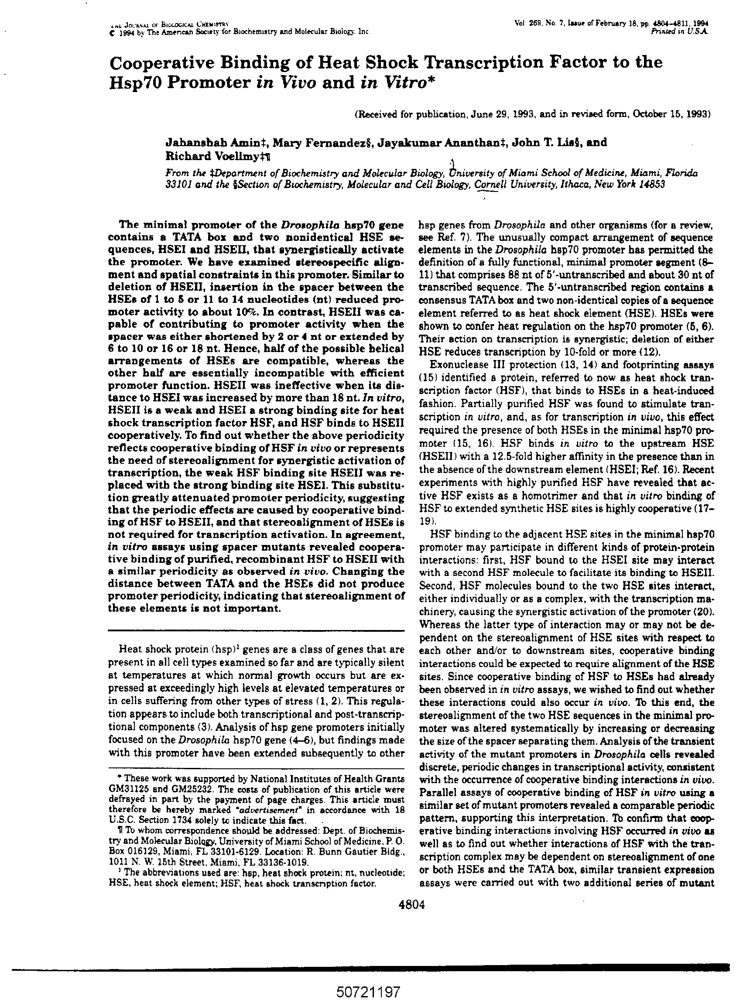 THE JOURNAL OF BIOLOGICAL CHEMISTRY
© 1994 by The American Society for Biochemistry and Molecular Biology, Inc
Vol 269, No. 7, Issue of February 18, pp. 4804–4811, 1994
Printed in U.S.A.
Cooperative Binding of Heat Shock Transcription Factor to the
Hsp70 Promoter in Vivo and in Vitro*
(Received for publication, June 29, 1993, and in revised form, October 15, 1993)
Jahanshah Amin‡, Mary Fernandez§, Jayakumar Ananthan‡, John T. Lis§, and
Richard Voellmy‡¶
From the ‡Department of Biochemistry and Molecular Biology, University of Miami School of Medicine, Miami, Florida
33101 and the §Section of Biochemistry, Molecular and Cell Biology, Cornell University, Ithaca, New York 14853
The minimal promoter of the Drosophila hsp70 gene
contains a TATA box and two nonidentical HSE se-
quences, HSEI and HSEII, that synergistically activate
the promoter. We have examined stereospecific align-
ment and spatial constraints in this promoter. Similar to
deletion of HSEII, insertion in the spacer between the
HSEs of 1 to 5 or 11 to 14 nucleotides (nt) reduced pro-
moter activity to about 10%. In contrast, HSEII was ca-
pable of contributing to promoter activity when the
spacer was either shortened by 2 or 4 nt or extended by
6 to 10 or 16 or 18 nt. Hence, half of the possible helical
arrangements of HSEs are compatible, whereas the
other half are essentially incompatible with efficient
promoter function. HSEII was ineffective when its dis-
tance to HSEI was increased by more than 18 nt. In vitro,
HSEII is a weak and HSEI a strong binding site for heat
shock transcription factor HSF, and HSF binds to HSEII
cooperatively. To find out whether the above periodicity
reflects cooperative binding of HSF in vivo or represents
the need of stereoalignment for synergistic activation of
transcription, the weak HSF binding site HSEII was re-
placed with the strong binding site HSEI. This substitu-
tion greatly attenuated promoter periodicity, suggesting
that the periodic effects are caused by cooperative bind-
ing of HSF to HSEII, and that stereoalignment of HSEs is
not required for transcription activation. In agreement,
in vitro assays using spacer mutants revealed coopera-
tive binding of purified, recombinant HSF to HSEII with
a similar periodicity as observed in vivo. Changing the
distance between TATA and the HSEs did not produce
promoter periodicity, indicating that stereoalignment of
these elements is not important.
Heat shock protein (hsp)¹ genes are a class of genes that are
present in all cell types examined so far and are typically silent
at temperatures at which normal growth occurs but are ex-
pressed at exceedingly high levels at elevated temperatures or
in cells suffering from other types of stress (1, 2). This regula-
tion appears to include both transcriptional and post-transcrip-
tional components (3). Analysis of hsp gene promoters initially
focused on the Drosophila hsp70 gene (4–6), but findings made
with this promoter have been extended subsequently to other
* These work was supported by National Institutes of Health Grants
GM31125 and GM25232. The costs of publication of this article were
defrayed in part by the payment of page charges. This article must
therefore be hereby marked "advertisement" in accordance with 18
U.S.C. Section 1734 solely to indicate this fact.
¶ To whom correspondence should be addressed: Dept. of Biochemis-
try and Molecular Biology, University of Miami School of Medicine, P. O.
Box 016129, Miami, FL 33101-6129. Location: R. Bunn Gautier Bldg.,
1011 N. W. 15th Street, Miami, FL 33136-1019.
¹ The abbreviations used are: hsp, heat shock protein; nt, nucleotide;
HSE, heat shock element; HSF, heat shock transcription factor.
hsp genes from Drosophila and other organisms (for a review,
see Ref. 7). The unusually compact arrangement of sequence
elements in the Drosophila hsp70 promoter has permitted the
definition of a fully functional, minimal promoter segment (8–
11) that comprises 88 nt of 5′-untranscribed and about 30 nt of
transcribed sequence. The 5′-untranscribed region contains a
consensus TATA box and two non-identical copies of a sequence
element referred to as heat shock element (HSE). HSEs were
shown to confer heat regulation on the hsp70 promoter (5, 6).
Their action on transcription is synergistic; deletion of either
HSE reduces transcription by 10-fold or more (12).
Exonuclease III protection (13, 14) and footprinting assays
(15) identified a protein, referred to now as heat shock tran-
scription factor (HSF), that binds to HSEs in a heat-induced
fashion. Partially purified HSF was found to stimulate tran-
scription in vitro, and, as for transcription in vivo, this effect
required the presence of both HSEs in the minimal hsp70 pro-
moter (15, 16). HSF binds in vitro to the upstream HSE
(HSEII) with a 12.5-fold higher affinity in the presence than in
the absence of the downstream element (HSEI; Ref. 16). Recent
experiments with highly purified HSF have revealed that ac-
tive HSF exists as a homotrimer and that in vitro binding of
HSF to extended synthetic HSE sites is highly cooperative (17–
19).
HSF binding to the adjacent HSE sites in the minimal hsp70
promoter may participate in different kinds of protein-protein
interactions: first, HSF bound to the HSEI site may interact
with a second HSF molecule to facilitate its binding to HSEII.
Second, HSF molecules bound to the two HSE sites interact,
either individually or as a complex, with the transcription ma-
chinery, causing the synergistic activation of the promoter (20).
Whereas the latter type of interaction may or may not be de-
pendent on the stereoalignment of HSE sites with respect to
each other and/or to downstream sites, cooperative binding
interactions could be expected to require alignment of the HSE
sites. Since cooperative binding of HSF to HSEs had already
been observed in in vitro assays, we wished to find out whether
these interactions could also occur in vivo. To this end, the
stereoalignment of the two HSE sequences in the minimal pro-
moter was altered systematically by increasing or decreasing
the size of the spacer separating them. Analysis of the transient
activity of the mutant promoters in Drosophila cells revealed
discrete, periodic changes in transcriptional activity, consistent
with the occurrence of cooperative binding interactions in vivo.
Parallel assays of cooperative binding of HSF in vitro using a
similar set of mutant promoters revealed a comparable periodic
pattern, supporting this interpretation. To confirm that coop-
erative binding interactions involving HSF occurred in vivo as
well as to find out whether interactions of HSF with the tran-
scription complex may be dependent on stereoalignment of one
or both HSEs and the TATA box, similar transient expression
assays were carried out with two additional series of mutant
4804
50721197